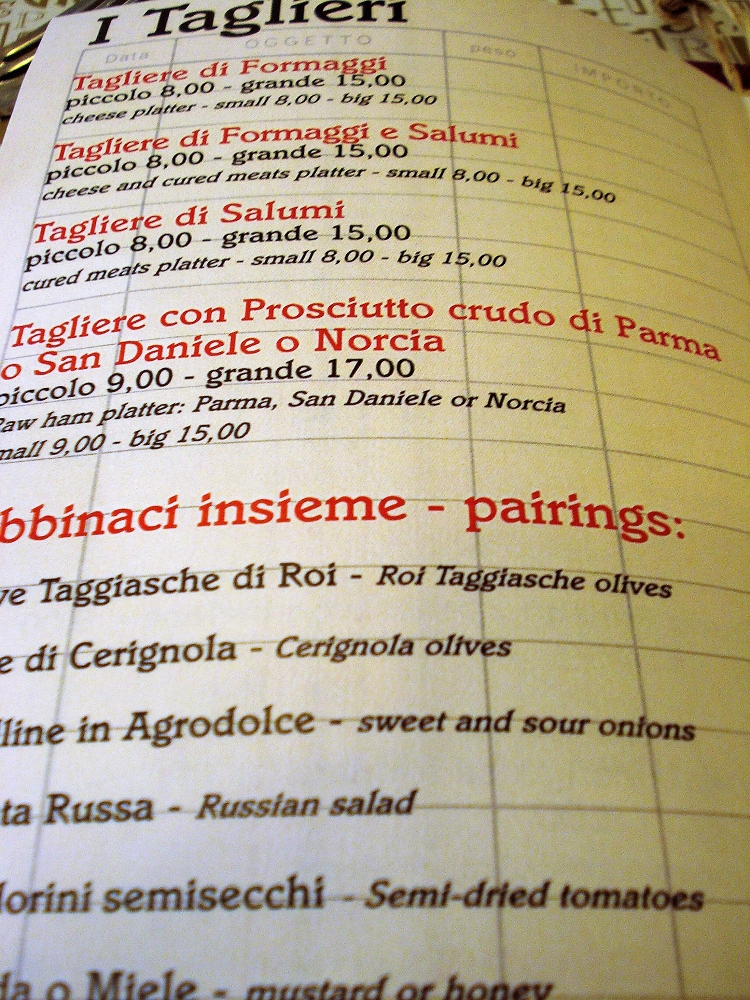 I Taglieri
Data OGGETTO peso IMPORTO
Tagliere di Formaggi
piccolo 8,00 - grande 15,00
cheese platter - small 8,00 - big 15,00
Tagliere di Formaggi e Salumi
piccolo 8,00 - grande 15,00
cheese and cured meats platter - small 8,00 - big 15,00
Tagliere di Salumi
piccolo 8,00 - grande 15,00
cured meats platter - small 8,00 - big 15,00
Tagliere con Prosciutto crudo di Parma
o San Daniele o Norcia
piccolo 9,00 - grande 17,00
Raw ham platter: Parma, San Daniele or Norcia
mall 9,00 - big 15,00
bbinaci insieme - pairings:
ve Taggiasche di Roi - Roi Taggiasche olives
e di Cerignola - Cerignola olives
lline in Agrodolce - sweet and sour onions
ta Russa - Russian salad
dorini semisecchi - Semi-dried tomatoes
da o Miele - mustard or honey